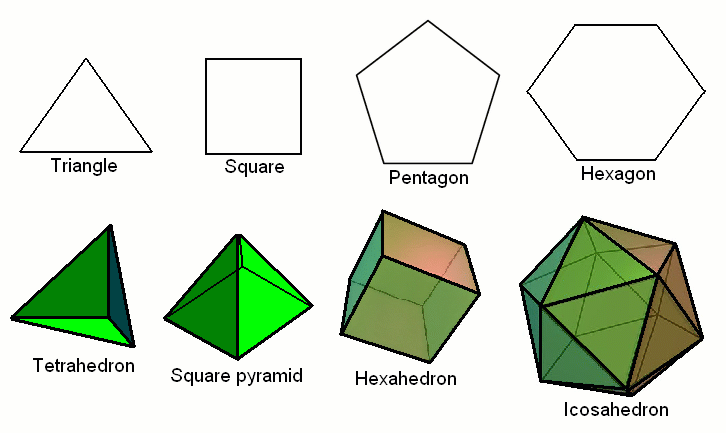 Triangle
Square
Pentagon
Hexagon
Tetrahedron
Square pyramid
Hexahedron
Icosahedron